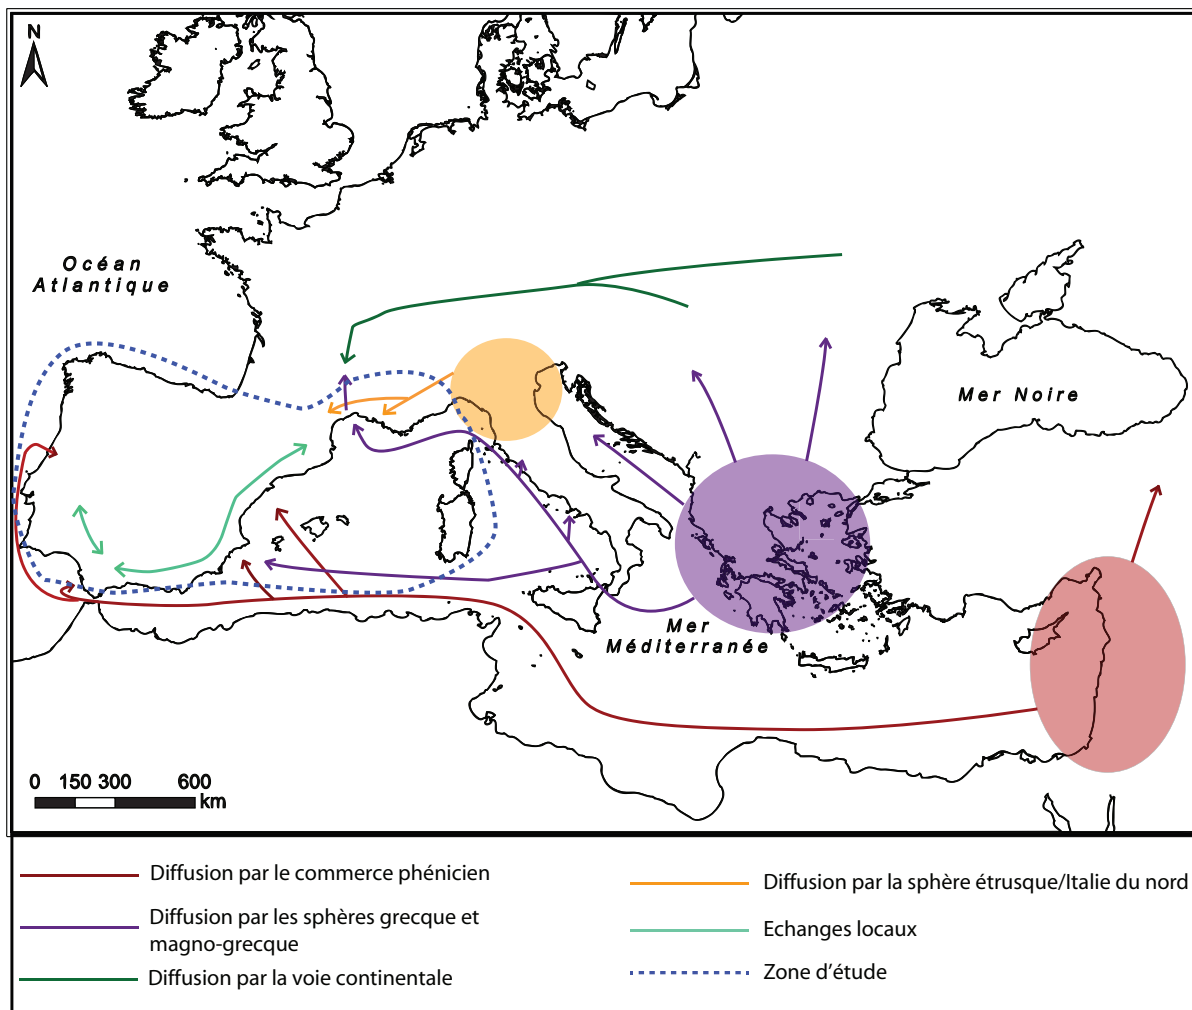 N
Océan
Atlantique
Mer Noire
Mer
Méditerranée
0 150 300 600
km
Diffusion par le commerce phénicien
Diffusion par les sphères grecque et
magno-grecque
Diffusion par la voie continentale
Diffusion par la sphère étrusque/Italie du nord
Echanges locaux
Zone d'étude